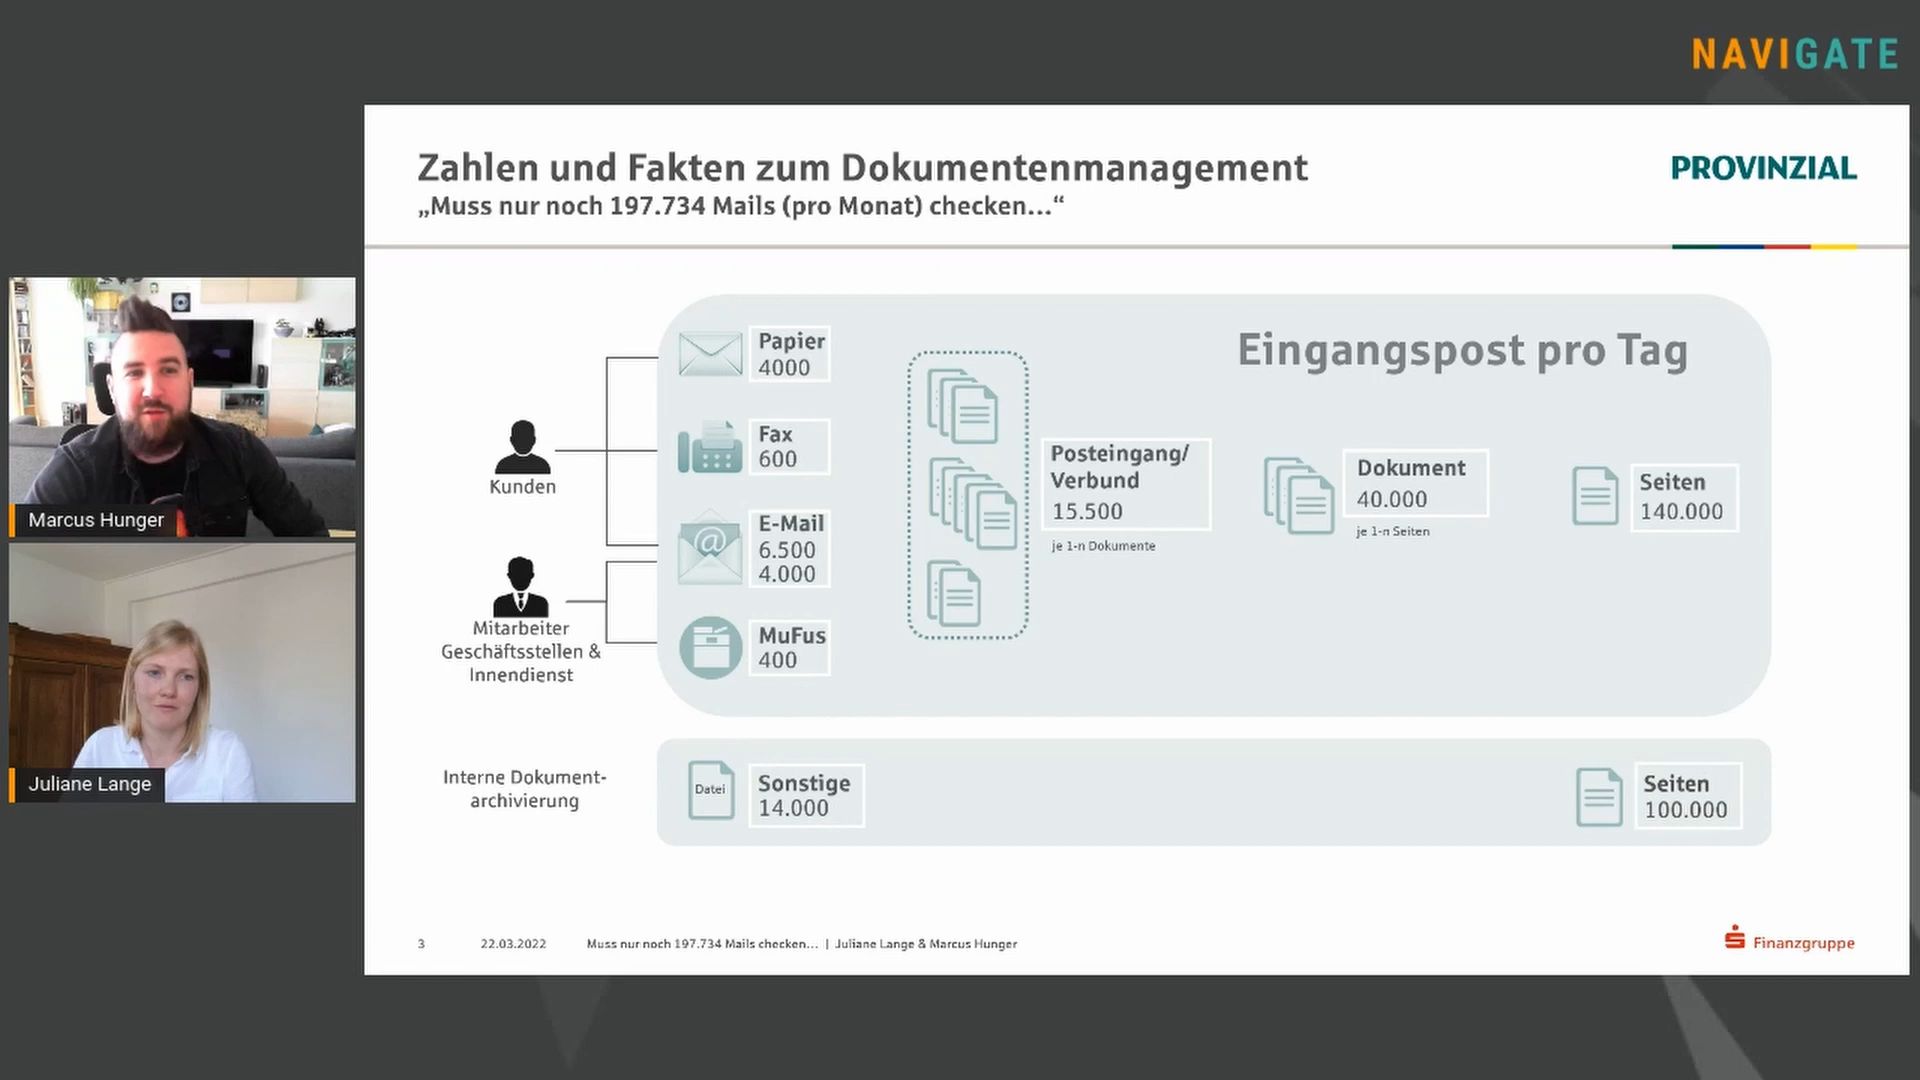 NAVIGATE
Zahlen und Fakten zum Dokumentenmanagement
„Muss nur noch 197.734 Mails (pro Monat) checken...“
PROVINZIAL
Eingangspost pro Tag
Kunden
Mitarbeiter
Geschäftsstellen &
Innendienst
Papier
4000
Fax
600
@
E-Mail
6.500
4.000
MuFus
400
Posteingang/
Verbund
15.500
je 1-n Dokumente
Dokument
40.000
je 1-n Seiten
Seiten
140.000
Interne Dokument-
archivierung
Datei
Sonstige
14.000
Seiten
100.000
3
22.03.2022
Muss nur noch 197.734 Mails checken... | Juliane Lange & Marcus Hunger
Finanzgruppe
Marcus Hunger
Juliane Lange